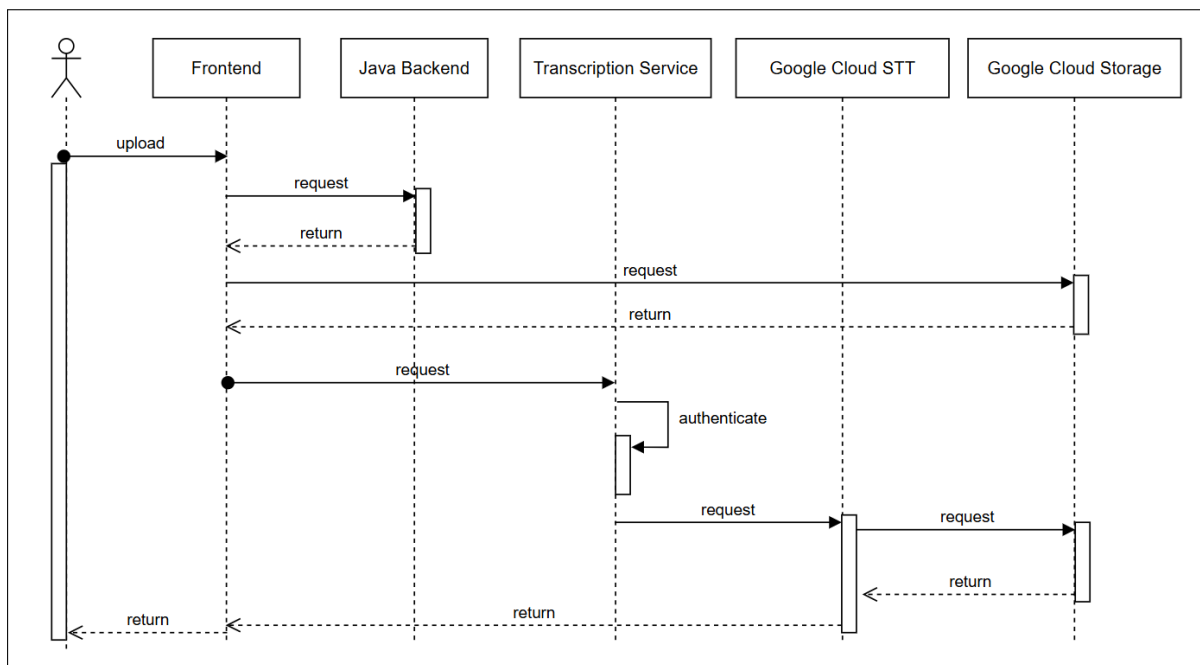 Frontend
Java Backend
Transcription Service
Google Cloud STT
Google Cloud Storage
upload
request
return
request
return
request
authenticate
request
request
return
return
return